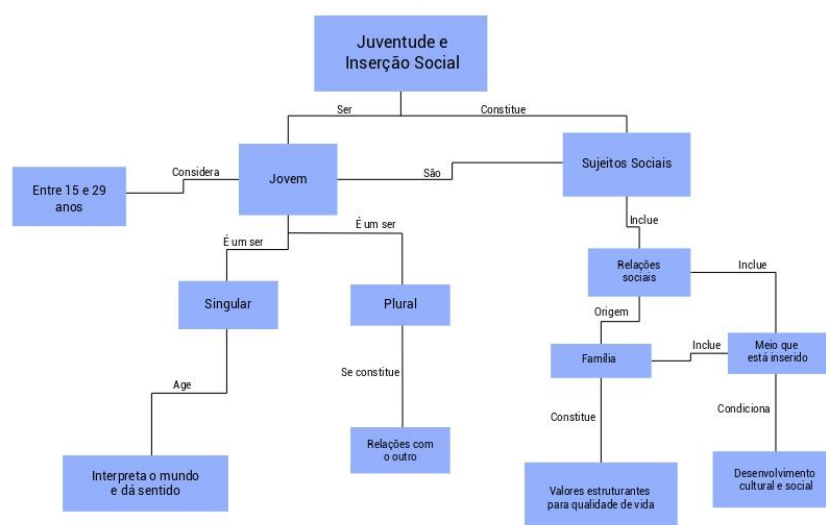 Juventude e
Inserção Social
Ser
Constitue
Entre 15 e 29
anos
Considera
Jovem
São
Sujeitos Sociais
É um ser
É um ser
Inclue
Singular
Plural
Relações
sociais
Inclue
Origem
Família
Inclue
Meio que
está inserido
Age
Se constitue
Constitue
Condiciona
Interpreta o mundo
e dá sentido
Relações com
o outro
Valores estruturantes
para qualidade de vida
Desenvolvimento
cultural e social